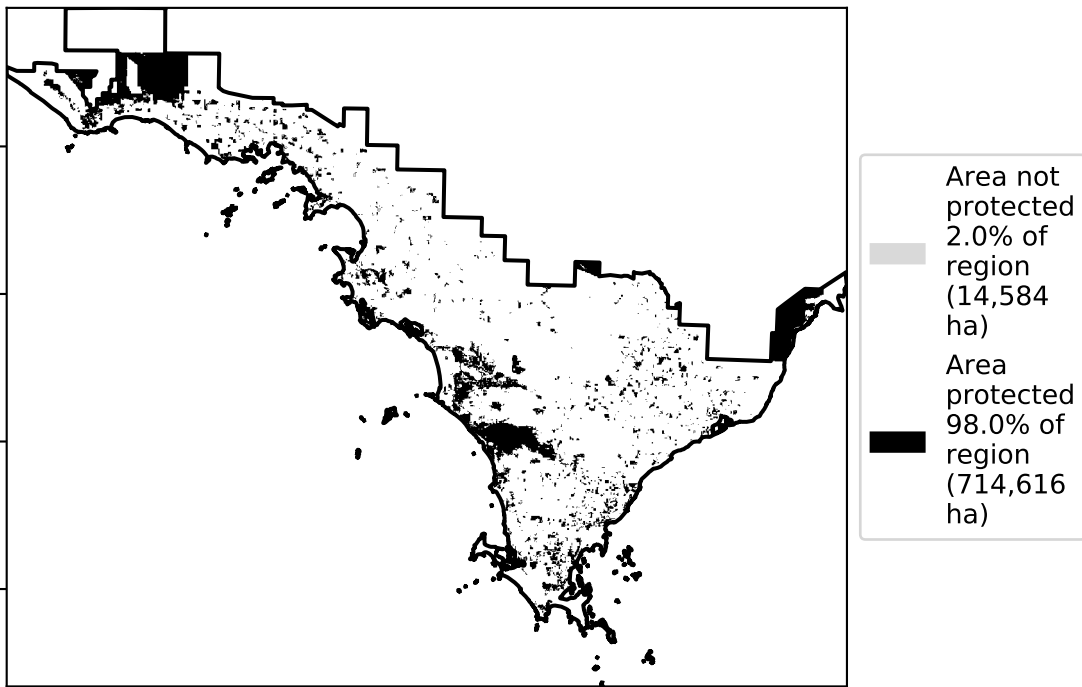 Area not
protected
2.0% of
region
(14,584
ha)
Area
protected
98.0% of
region
(714,616
ha)